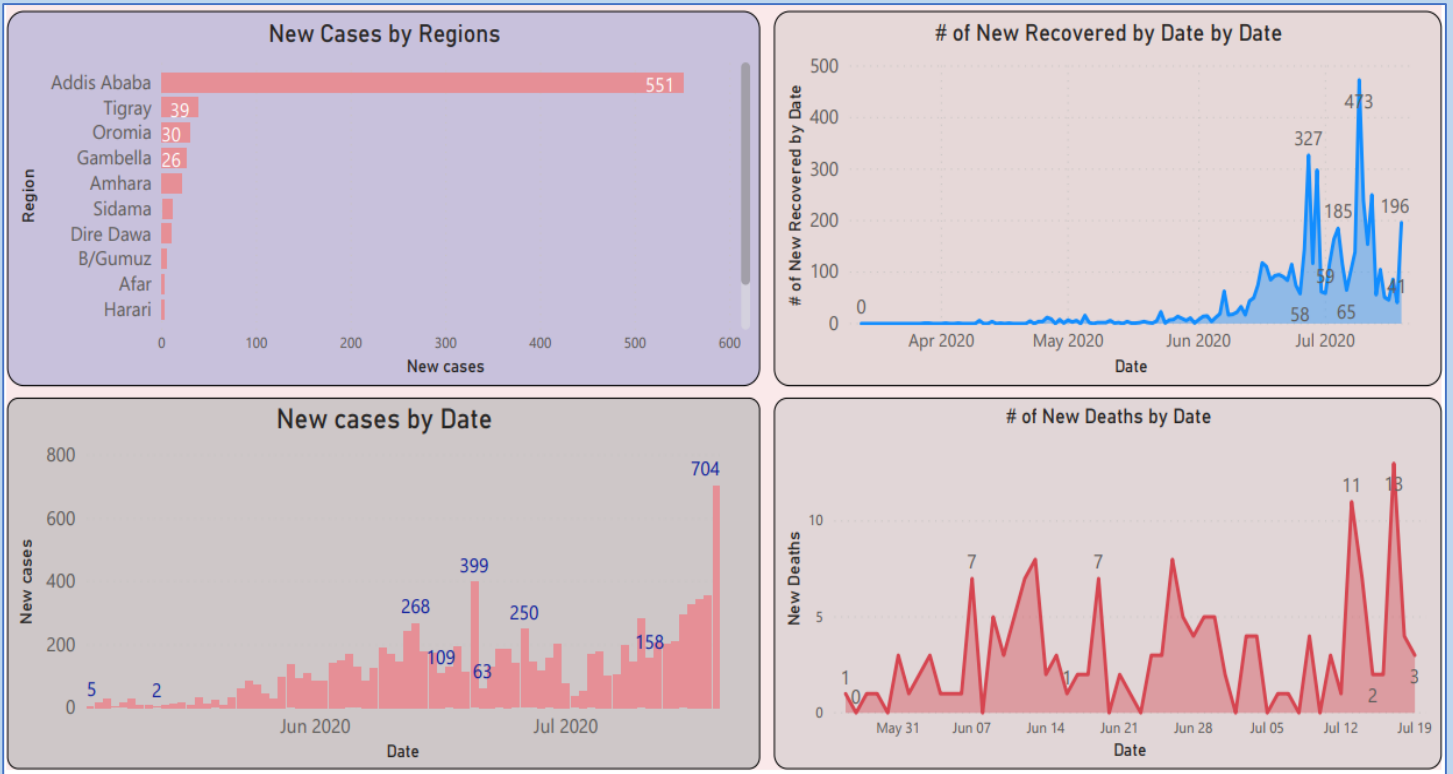 New Cases by Regions
Region
Addis Ababa 551
Tigray 39
Oromia 30
Gambella 26
Amhara
Sidama
Dire Dawa
B/Gumuz
Afar
Harari
0 100 200 300 400 500 600
New cases
# of New Recovered by Date by Date
# of New Recovered by Date
500
400
300
200
100
0
0
327
473
185
196
59
41
58
65
Apr 2020 May 2020 Jun 2020 Jul 2020
Date
New cases by Date
New cases
800
600
400
200
0
5
2
268
109
399
63
250
158
704
Jun 2020 Jul 2020
Date
# of New Deaths by Date
New Deaths
10
5
0
1
0
7
1
7
11
2
13
3
May 31 Jun 07 Jun 14 Jun 21 Jun 28 Jul 05 Jul 12 Jul 19
Date